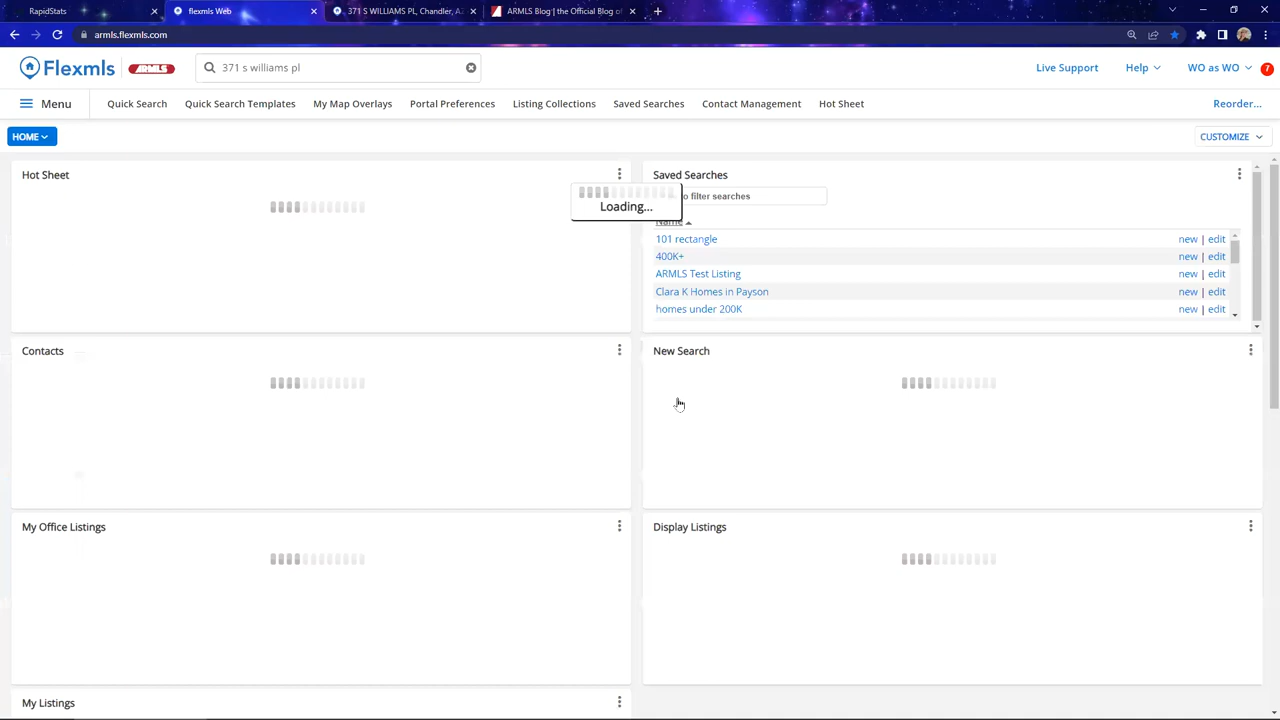 RapidStats
flexmls Web
371 S WILLIAMS PL, Chandler, A
ARMLS Blog | the Official Blog of
armls.flexmls.com
Flexmls
ARMLS
371 s williams pl
Live Support
Help
WO as WO
7
Menu
Quick Search
Quick Search Templates
My Map Overlays
Portal Preferences
Listing Collections
Saved Searches
Contact Management
Hot Sheet
Reorder...
HOME
CUSTOMIZE
Hot Sheet
Saved Searches
Loading...
o filter searches
Name
101 rectangle
new | edit
400K+
new | edit
ARMLS Test Listing
new | edit
Clara K Homes in Payson
new | edit
homes under 200K
new | edit
Contacts
New Search
My Office Listings
Display Listings
My Listings